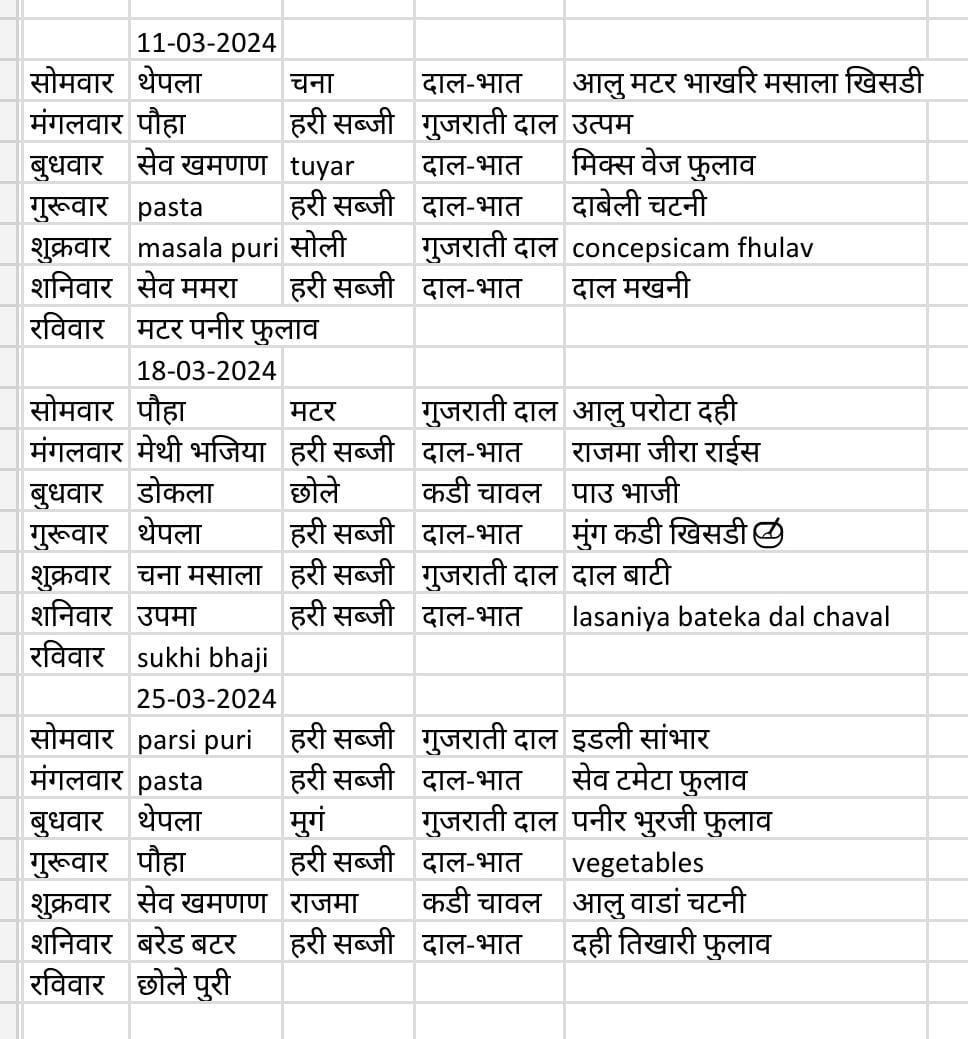 11-03-2024
सोमवार थेपला चना दाल-भात आलु मटर भाखरि मसाला खिसडी
मंगलवार पौहा हरी सब्जी गुजराती दाल उत्पम
बुधवार सेव खमणण tuyar दाल-भात मिक्स वेज फुलाव
गुरूवार pasta हरी सब्जी दाल-भात दाबेली चटनी
शुक्रवार masala puri सोली गुजराती दाल concepsicam fhulav
शनिवार सेव ममरा हरी सब्जी दाल-भात दाल मखनी
रविवार मटर पनीर फुलाव
18-03-2024
सोमवार पौहा मटर गुजराती दाल आलु परोटा दही
मंगलवार मेथी भजिया हरी सब्जी दाल-भात राजमा जीरा राईस
बुधवार डोकला छोले कडी चावल पाउ भाजी
गुरूवार थेपला हरी सब्जी दाल-भात मुंग कडी खिसडी
शुक्रवार चना मसाला हरी सब्जी गुजराती दाल दाल बाटी
शनिवार उपमा हरी सब्जी दाल-भात lasaniya bateka dal chaval
रविवार sukhi bhaji
25-03-2024
सोमवार parsi puri हरी सब्जी गुजराती दाल इडली सांभार
मंगलवार pasta हरी सब्जी दाल-भात सेव टमेटा फुलाव
बुधवार थेपला मुगं गुजराती दाल पनीर भुरजी फुलाव
गुरूवार पौहा हरी सब्जी दाल-भात vegetables
शुक्रवार सेव खमणण राजमा कडी चावल आलु वाडां चटनी
शनिवार बरेड बटर हरी सब्जी दाल-भात दही तिखारी फुलाव
रविवार छोले पुरी